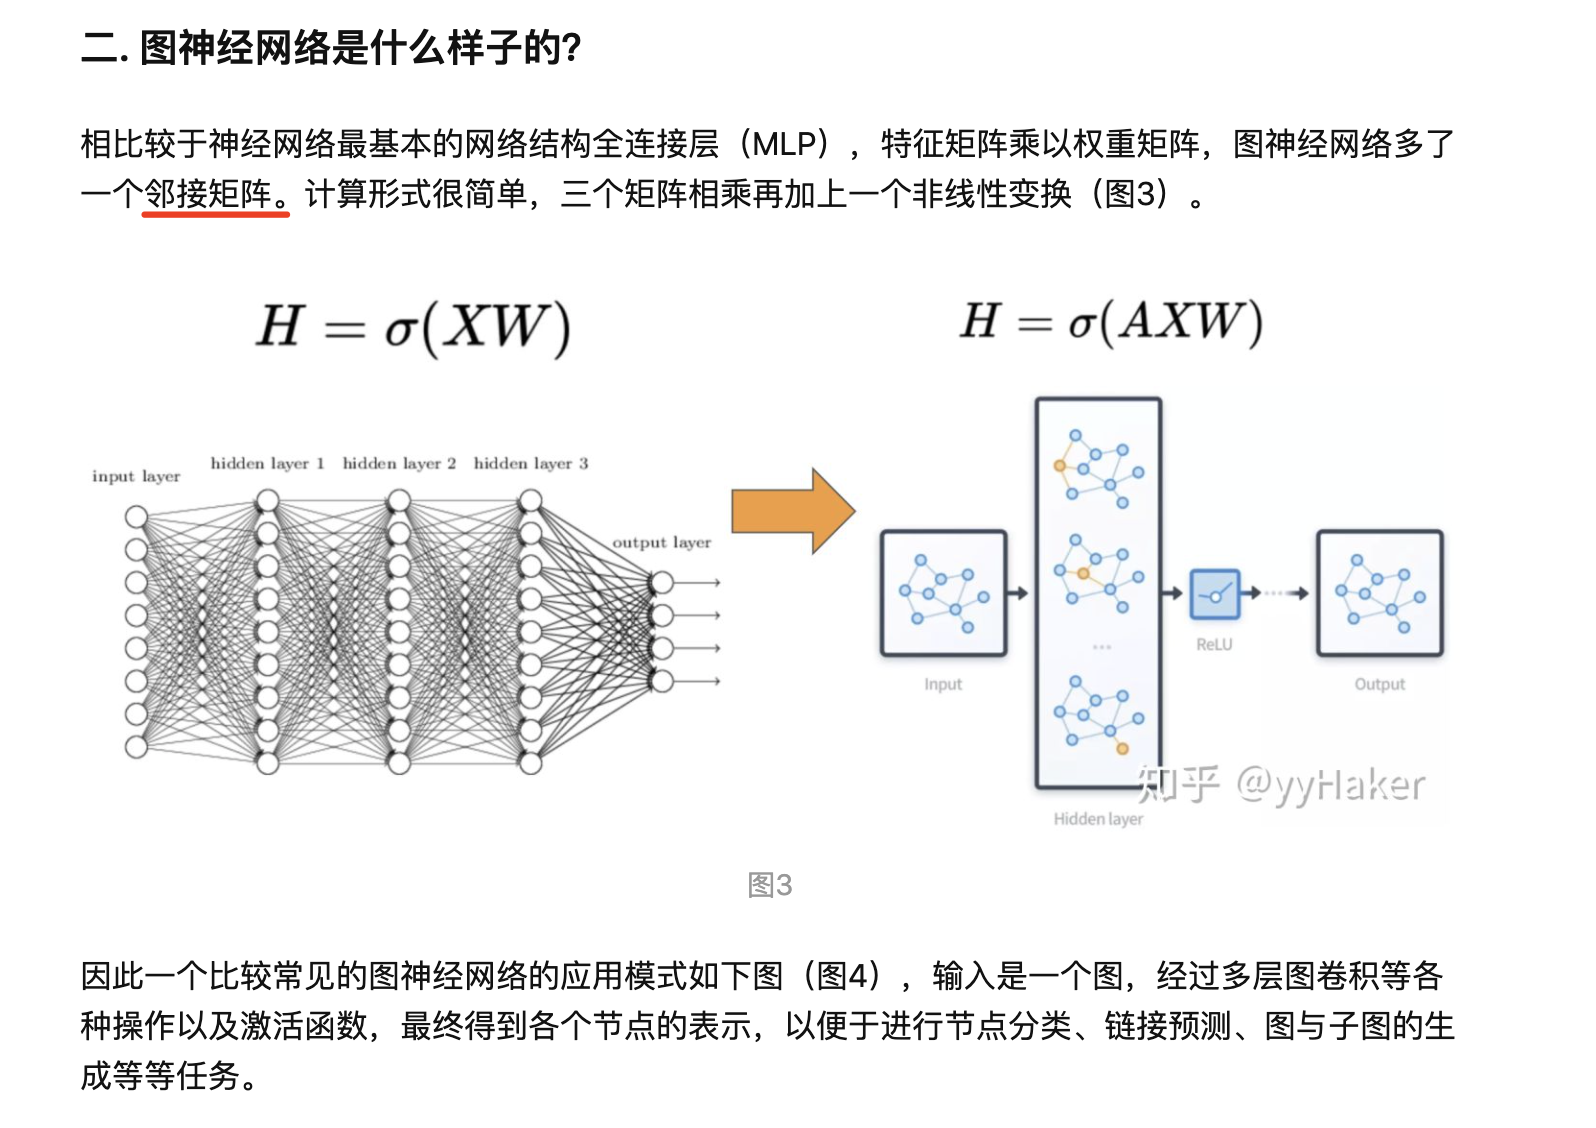 二. 图神经网络是什么样子的?
相比较于神经网络最基本的网络结构全连接层（MLP），特征矩阵乘以权重矩阵，图神经网络多了
一个邻接矩阵。计算形式很简单，三个矩阵相乘再加上一个非线性变换（图3）。
H = σ(XW)
H = σ(AXW)
input layer
hidden layer 1 hidden layer 2 hidden layer 3
output layer
Input
...
ReLU
Output
Hidden layer
知乎 @yyHaker
图3
因此一个比较常见的图神经网络的应用模式如下图（图4），输入是一个图，经过多层图卷积等各
种操作以及激活函数，最终得到各个节点的表示，以便于进行节点分类、链接预测、图与子图的生
成等等任务。